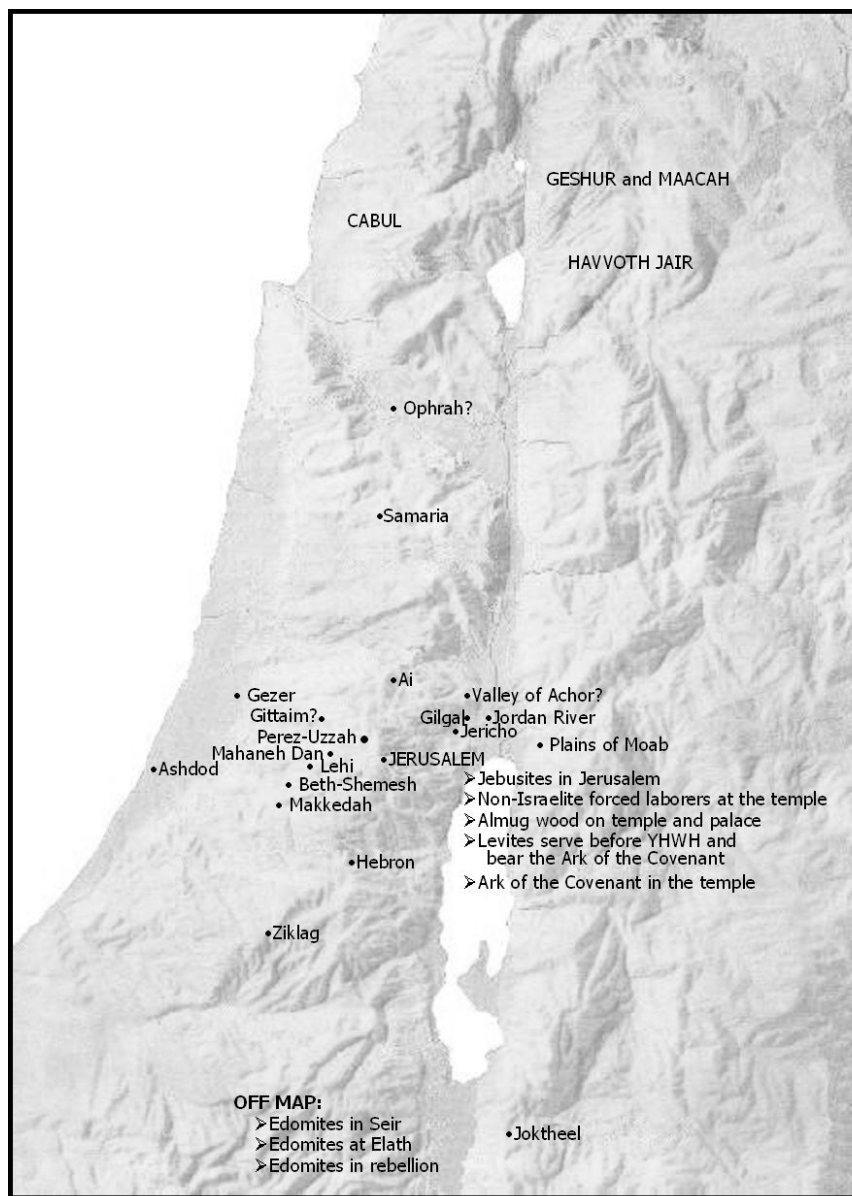 GESHUR and MAACAH
CABUL
HAVVOTH JAIR
Ophrah?
Samaria
Ai
Gezer
Valley of Achor?
Gittaim?
Gilgal
Jordan River
Jericho
Perez-Uzzah
Plains of Moab
Mahaneh Dan
JERUSALEM
Lehi
Ashdod
Jebusites in Jerusalem
Beth-Shemesh
Non-Israelite forced laborers at the temple
Makkedah
Almug wood on temple and palace
Levites serve before YHWH and
bear the Ark of the Covenant
Hebron
Ark of the Covenant in the temple
Ziklag
OFF MAP:
Edomites in Seir
Joktheel
Edomites at Elath
Edomites in rebellion